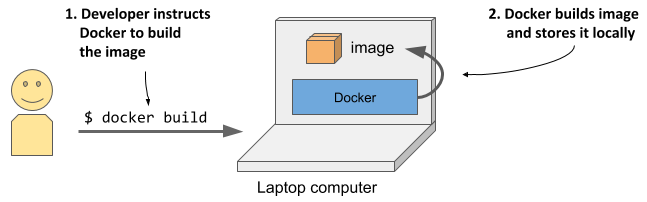 1. Developer instructs
Docker to build
the image
2. Docker builds image
and stores it locally
image
Docker
$ docker build
Laptop computer